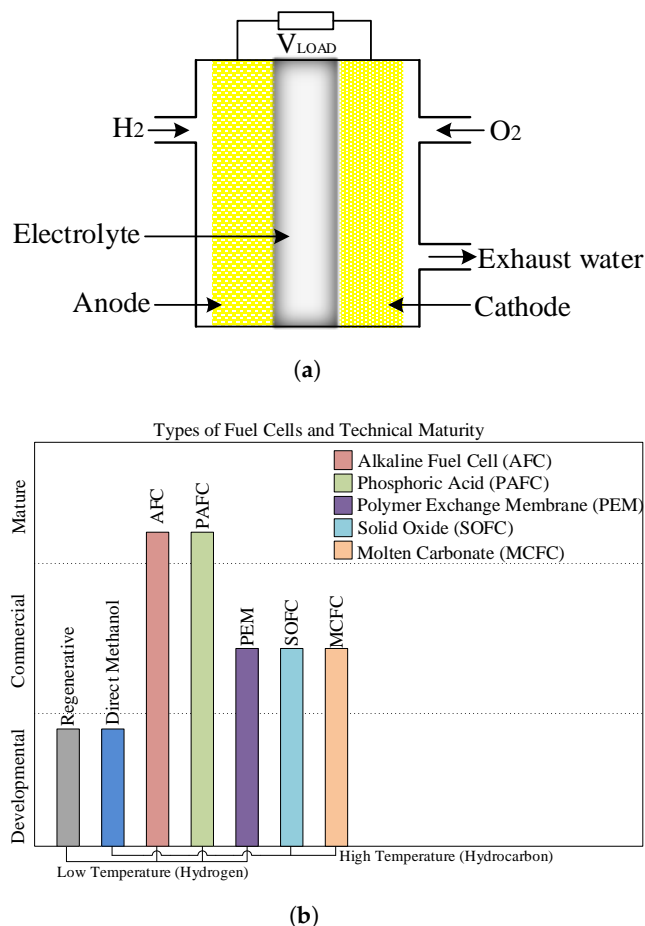 V_LOAD
H2
O2
Electrolyte
Exhaust water
Anode
Cathode
(a)
Types of Fuel Cells and Technical Maturity
Mature
Commercial
Developmental
Regenerative
Direct Methanol
AFC
PAFC
PEM
SOFC
MCFC
Alkaline Fuel Cell (AFC)
Phosphoric Acid (PAFC)
Polymer Exchange Membrane (PEM)
Solid Oxide (SOFC)
Molten Carbonate (MCFC)
High Temperature (Hydrocarbon)
Low Temperature (Hydrogen)
(b)